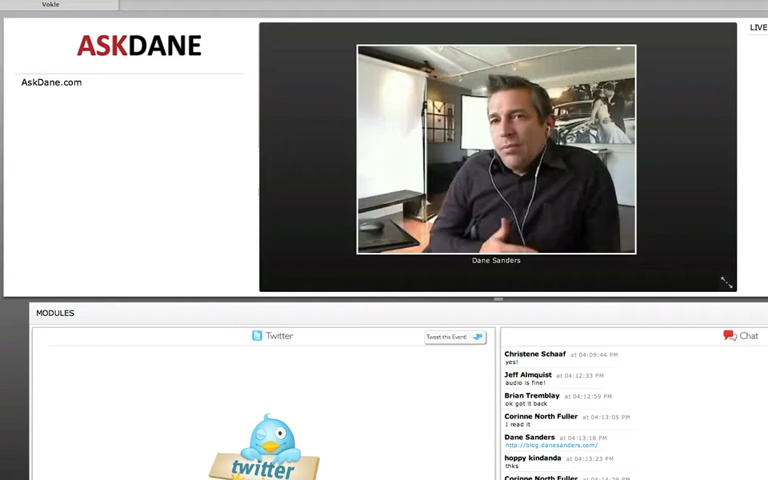 Vokle
ASKDANE
AskDane.com
LIVE
Dane Sanders
MODULES
Twitter
Tweet this Event!
Chat
Christene Schaaf at 04:09:44 PM
yes!
Jeff Almquist at 04:12:33 PM
audio is fine!
Brian Tremblay at 04:12:59 PM
ok got it back
Corinne North Fuller at 04:13:05 PM
I read it
Dane Sanders at 04:13:18 PM
http://blog.danesanders.com/
hoppy kindanda at 04:13:23 PM
thks
Corinne North Fuller
twitter